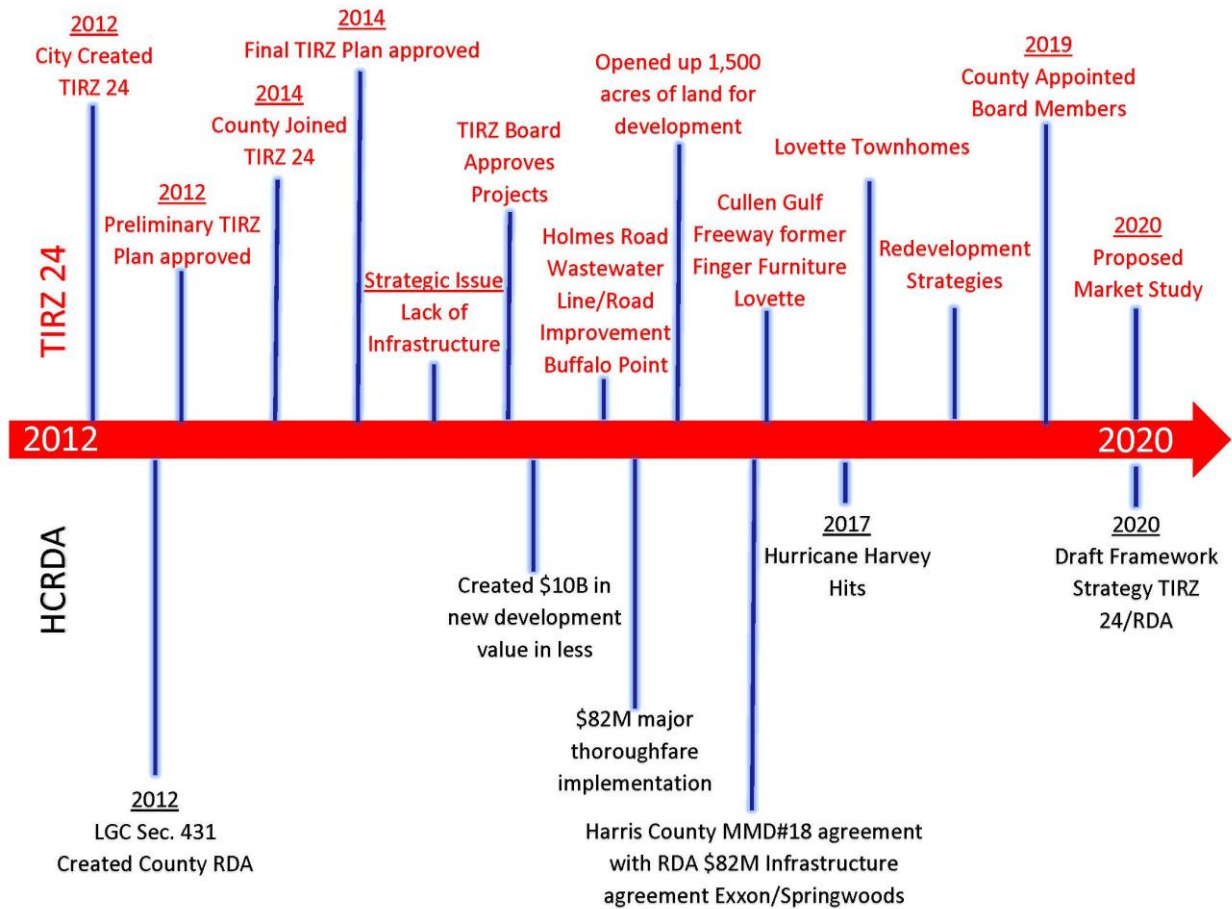 2012
City Created
TIRZ 24
2012
Preliminary TIRZ
Plan approved
2014
County Joined
TIRZ 24
2014
Final TIRZ Plan approved
Strategic Issue
Lack of
Infrastructure
TIRZ Board
Approves
Projects
Holmes Road
Wastewater
Line/Road
Improvement
Buffalo Point
Opened up 1,500
acres of land for
development
Cullen Gulf
Freeway former
Finger Furniture
Lovette
Lovette Townhomes
Redevelopment
Strategies
2019
County Appointed
Board Members
2020
Proposed
Market Study
TIRZ 24
2012
2020
HCRDA
2012
LGC Sec. 431
Created County RDA
Created $10B in
new development
value in less
$82M major
thoroughfare
implementation
Harris County MMD#18 agreement
with RDA $82M Infrastructure
agreement Exxon/Springwoods
2017
Hurricane Harvey
Hits
2020
Draft Framework
Strategy TIRZ
24/RDA